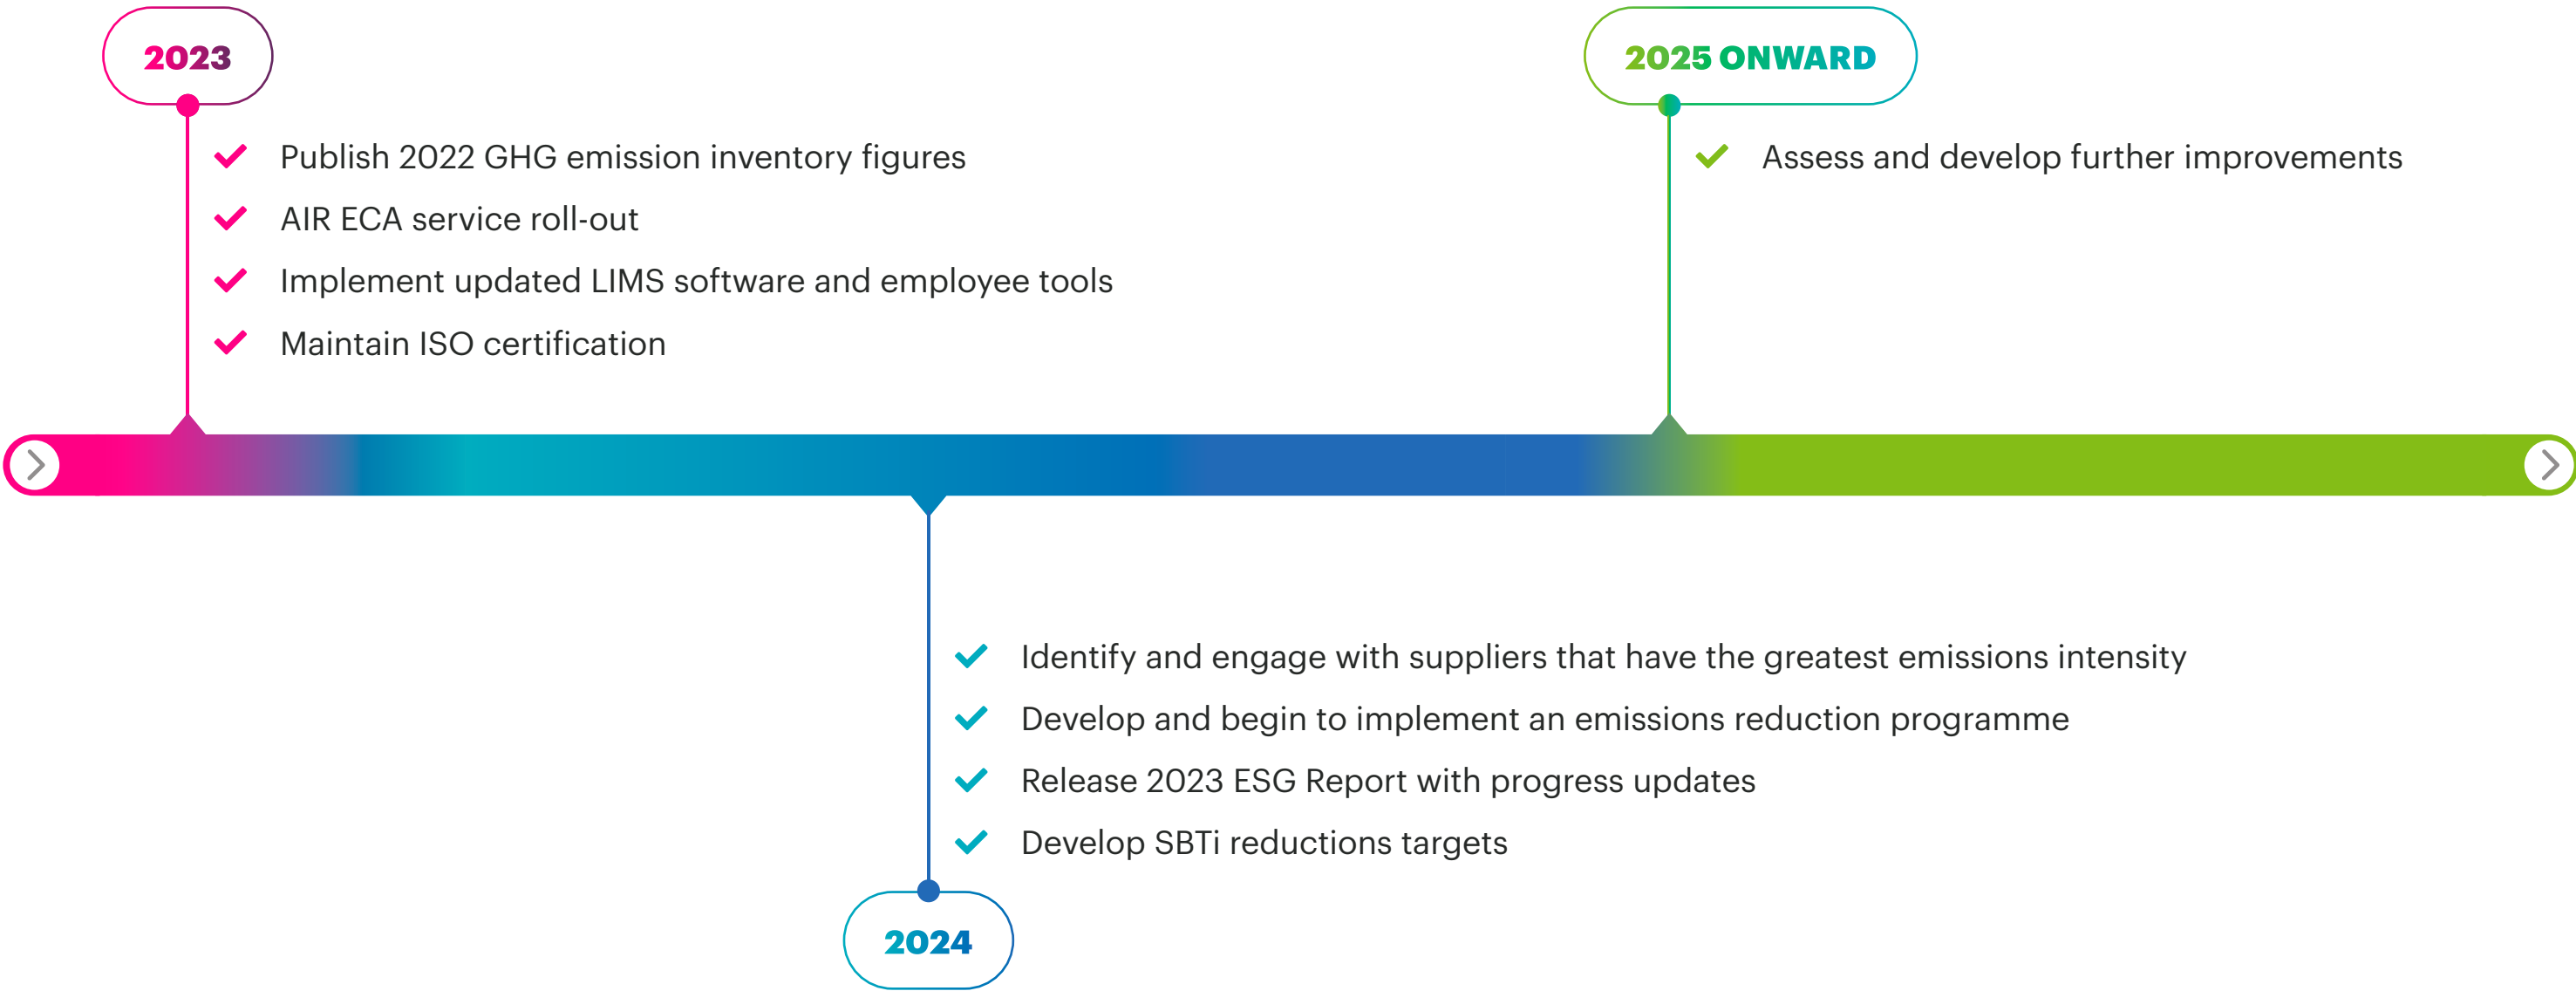 2023
Publish 2022 GHG emission inventory figures
AIR ECA service roll-out
Implement updated LIMS software and employee tools
Maintain ISO certification
2025 ONWARD
Assess and develop further improvements
Identify and engage with suppliers that have the greatest emissions intensity
Develop and begin to implement an emissions reduction programme
Release 2023 ESG Report with progress updates
Develop SBTi reductions targets
2024